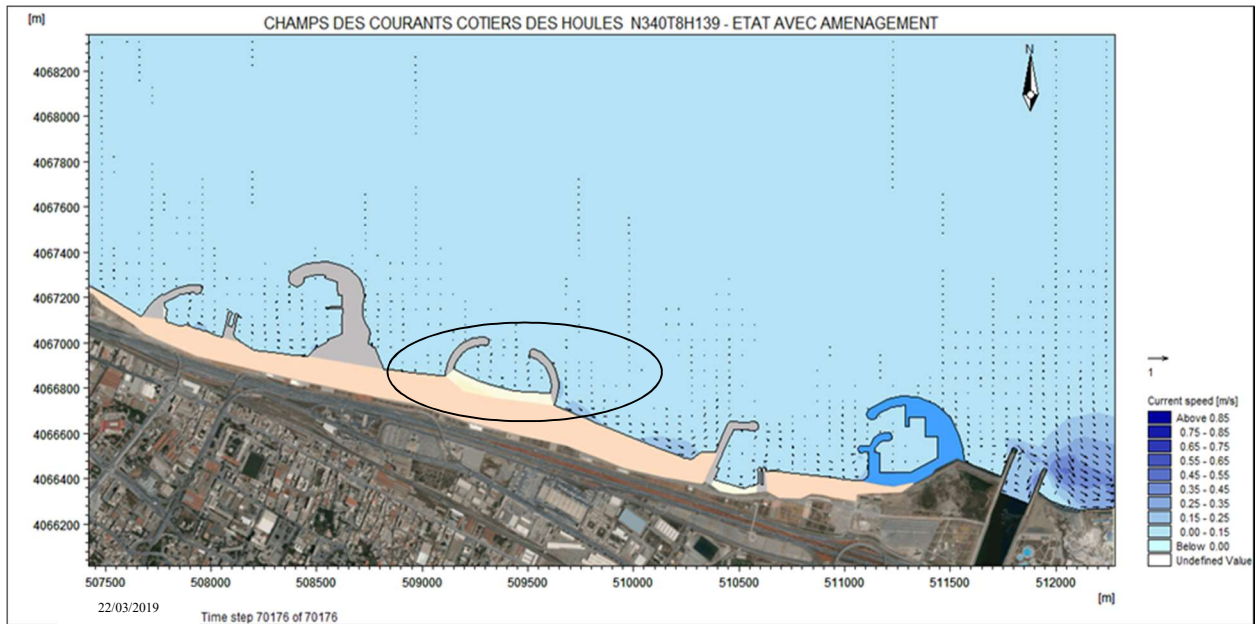 [m]
CHAMPS DES COURANTS COTIERS DES HOULES N340T8H139 - ETAT AVEC AMENAGEMENT
N
4068200
4068000
4067800
4067600
4067400
4067200
4067000
4066800
4066600
4066400
4066200
1
Current speed [m/s]
Above 0.85
0.75 - 0.85
0.65 - 0.75
0.55 - 0.65
0.45 - 0.55
0.35 - 0.45
0.25 - 0.35
0.15 - 0.25
0.00 - 0.15
Below 0.00
Undefined Value
507500 508000 508500 509000 509500 510000 510500 511000 511500 512000
[m]
22/03/2019
Time step 70176 of 70176